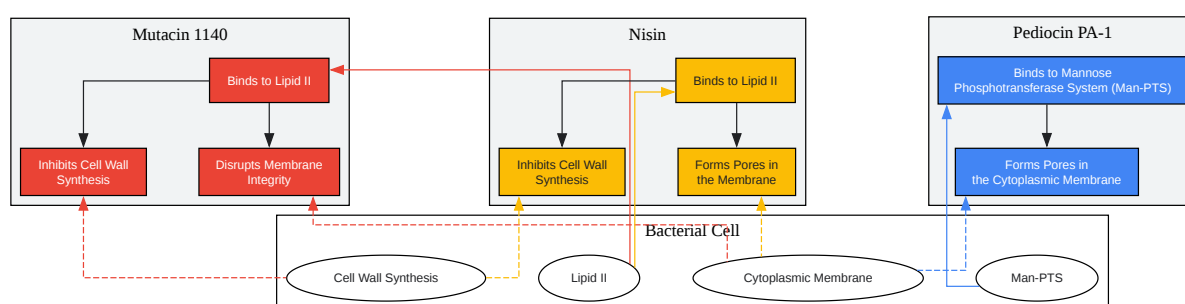 Mutacin 1140
Binds to Lipid II
Inhibits Cell Wall
Synthesis
Disrupts Membrane
Integrity
Nisin
Binds to Lipid II
Inhibits Cell Wall
Synthesis
Forms Pores in
the Membrane
Pediocin PA-1
Binds to Mannose
Phosphotransferase System (Man-PTS)
Forms Pores in
the Cytoplasmic Membrane
Bacterial Cell
Cell Wall Synthesis
Lipid II
Cytoplasmic Membrane
Man-PTS